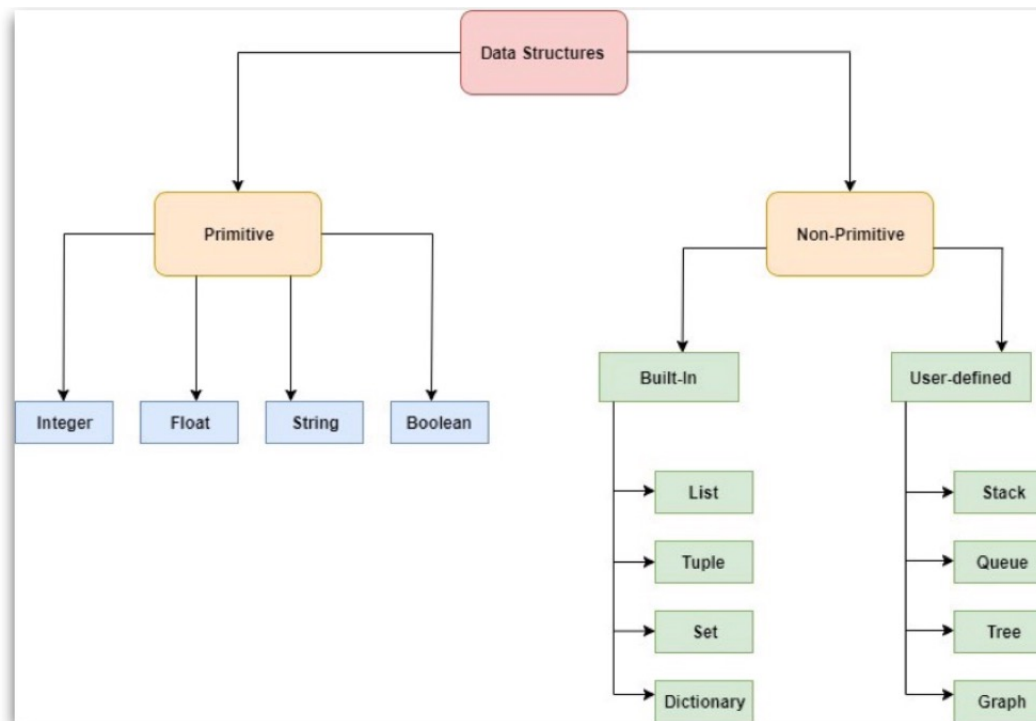 Data Structures
Primitive
Non-Primitive
Built-In
User-defined
Integer
Float
String
Boolean
List
Stack
Tuple
Queue
Set
Tree
Dictionary
Graph